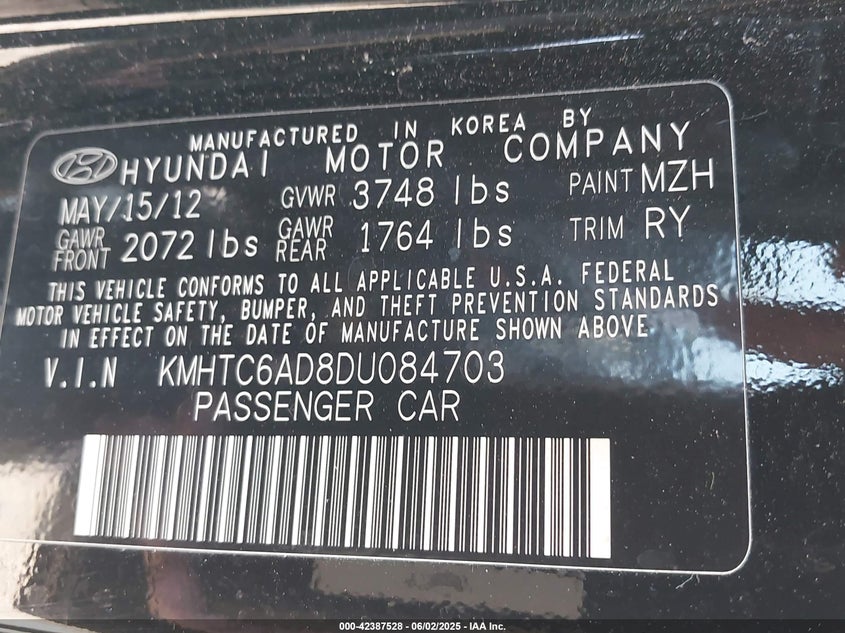 MANUFACTURED IN KOREA BY
HYUNDAI MOTOR COMPANY
MAY/15/12 GVWR 3748 lbs PAINT MZH
GAWR FRONT 2072 lbs GAWR REAR 1764 lbs TRIM RY
THIS VEHICLE CONFORMS TO ALL APPLICABLE U.S.A. FEDERAL
MOTOR VEHICLE SAFETY, BUMPER, AND THEFT PREVENTION STANDARDS
IN EFFECT ON THE DATE OF MANUFACTURE SHOWN ABOVE
V.I.N KMHTC6AD8DU084703
PASSENGER CAR
000-42387528 - 06/02/2025 - IAA Inc.